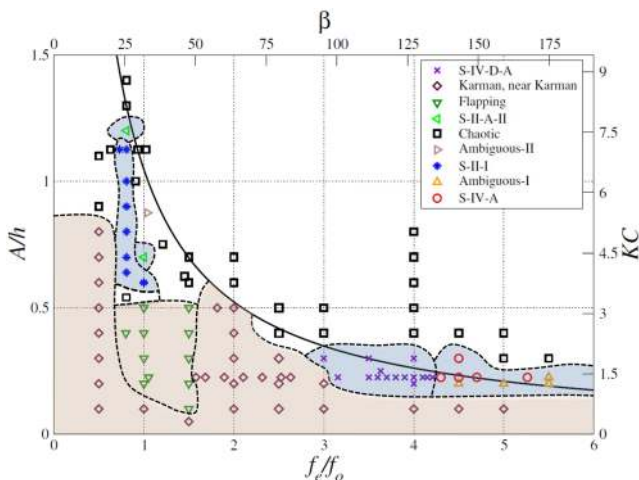 β
0 25 50 75 100 125 150 175
1.5
1
0.5
0
A/h
9
7.5
6
4.5
3
1.5
0
KC
S-IV-D-A
Karman, near Karman
Flapping
S-II-A-II
Chaotic
Ambiguous-II
S-II-I
Ambiguous-I
S-IV-A
0 1 2 3 4 5 6
fe/fo